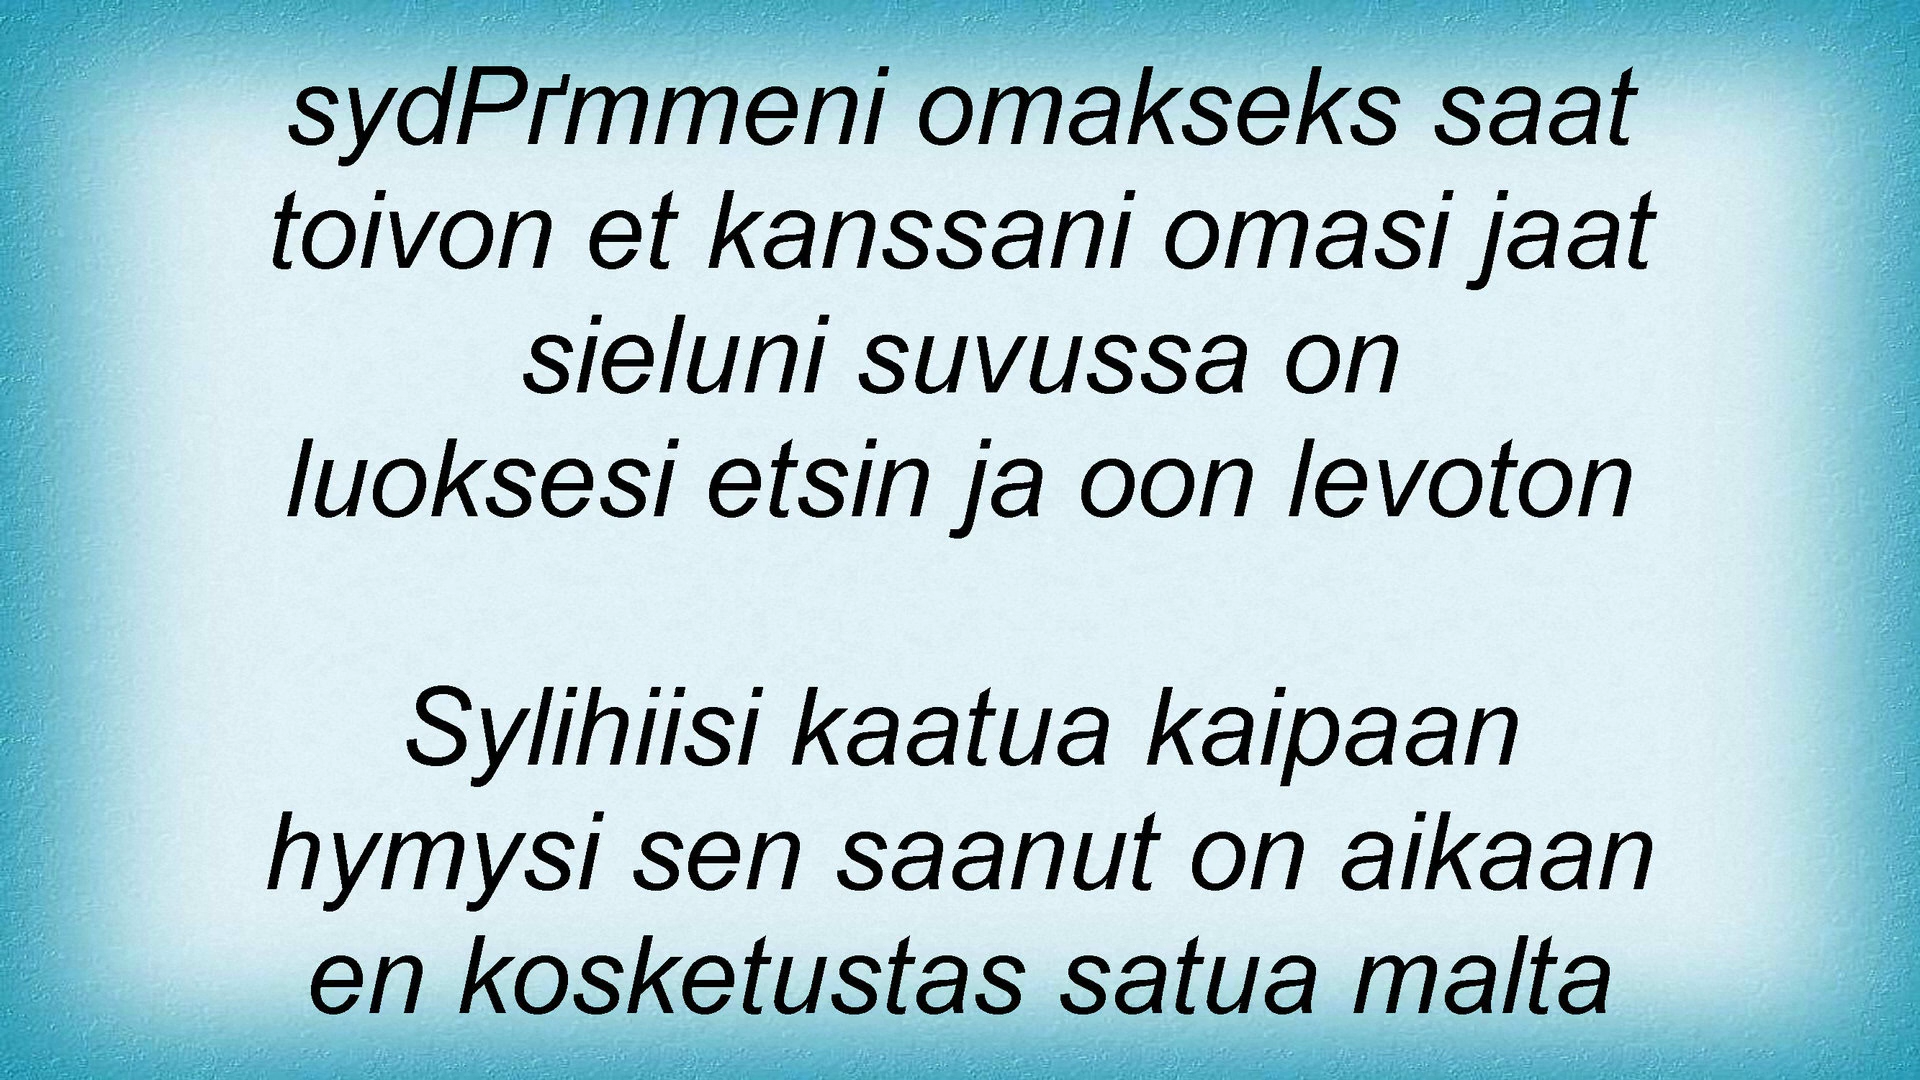 sydPґmmeni omakseks saat
toivon et kanssani omasi jaat
sieluni suvussa on
luoksesi etsin ja oon levoton
Sylihiisi kaatua kaipaan
hymysi sen saanut on aikaan
en kosketustas satua malta